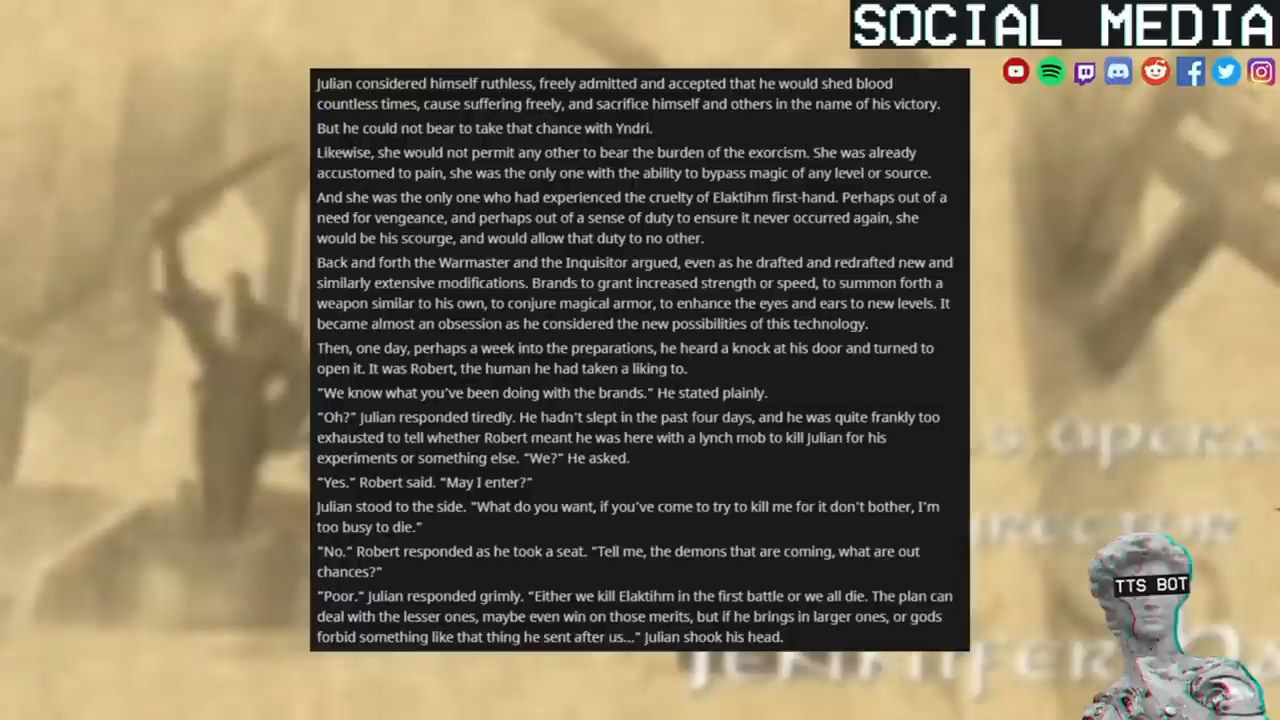 SOCIAL MEDIA
Julian considered himself ruthless, freely admitted and accepted that he would shed blood
countless times, cause suffering freely, and sacrifice himself and others in the name of his victory.
But he could not bear to take that chance with Yndri.
Likewise, she would not permit any other to bear the burden of the exorcism. She was already
accustomed to pain, she was the only one with the ability to bypass magic of any level or source.
And she was the only one who had experienced the cruelty of Elaktihm first-hand. Perhaps out of a
need for vengeance, and perhaps out of a sense of duty to ensure it never occurred again, she
would be his scourge, and would allow that duty to no other.
Back and forth the Warmaster and the Inquisitor argued, even as he drafted and redrafted new and
similarly extensive modifications. Brands to grant increased strength or speed, to summon forth a
weapon similar to his own, to conjure magical armor, to enhance the eyes and ears to new levels. It
became almost an obsession as he considered the new possibilities of this technology.
Then, one day, perhaps a week into the preparations, he heard a knock at his door and turned to
open it. It was Robert, the human he had taken a liking to.
"We know what you've been doing with the brands." He stated plainly.
"Oh?" Julian responded tiredly. He hadn't slept in the past four days, and he was quite frankly too
exhausted to tell whether Robert meant he was here with a lynch mob to kill Julian for his
experiments or something else. "We?" He asked.
"Yes." Robert said. "May I enter?"
Julian stood to the side. "What do you want, if you've come to try to kill me for it don't bother, I'm
too busy to die."
"No." Robert responded as he took a seat. "Tell me, the demons that are coming, what are out
chances?"
"Poor." Julian responded grimly. "Either we kill Elaktihm in the first battle or we all die. The plan can
deal with the lesser ones, maybe even win on those merits, but if he brings in larger ones, or gods
forbid something like that thing he sent after us..." Julian shook his head.
TTS BOT